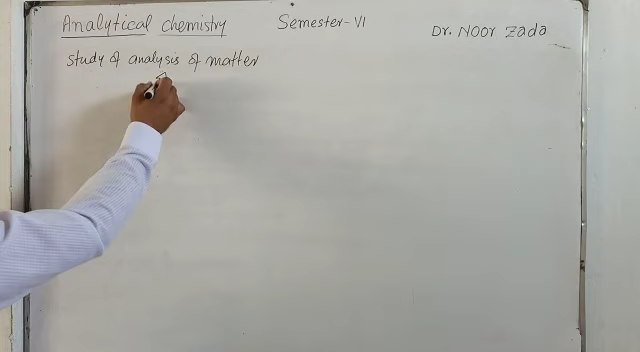 Analytical chemistry Semester-VI Dr. Noor Zada
Study of analysis of matter